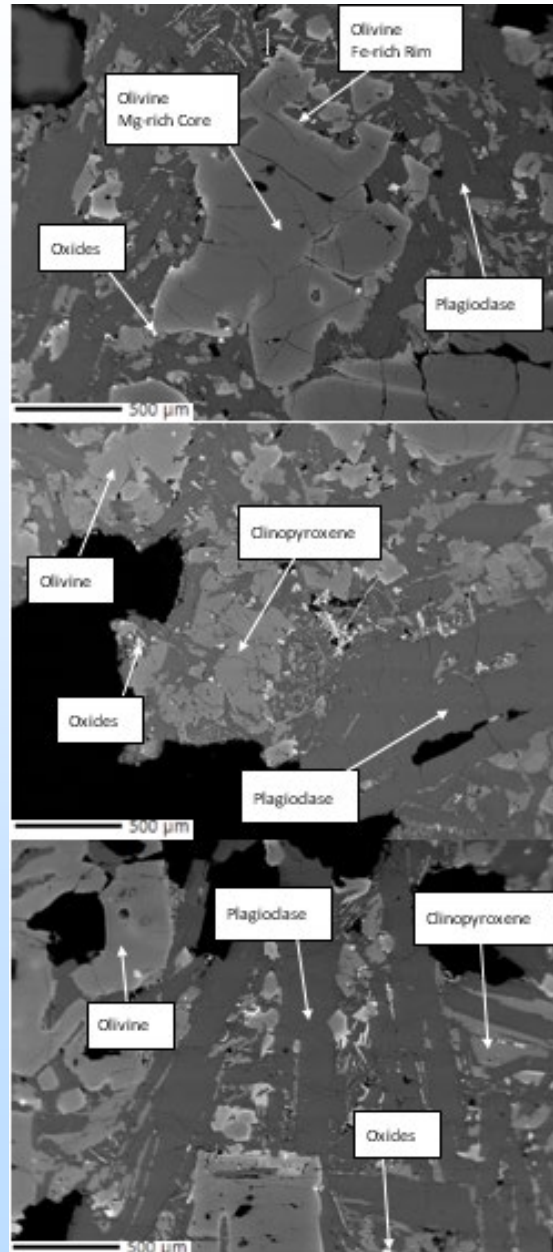 Olivine
Fe-rich Rim
Olivine
Mg-rich Core
Oxides
Plagioclase
500 µm
Clinopyroxene
Olivine
Oxides
Plagioclase
500 µm
Plagioclase
Clinopyroxene
Olivine
Oxides
500 µm